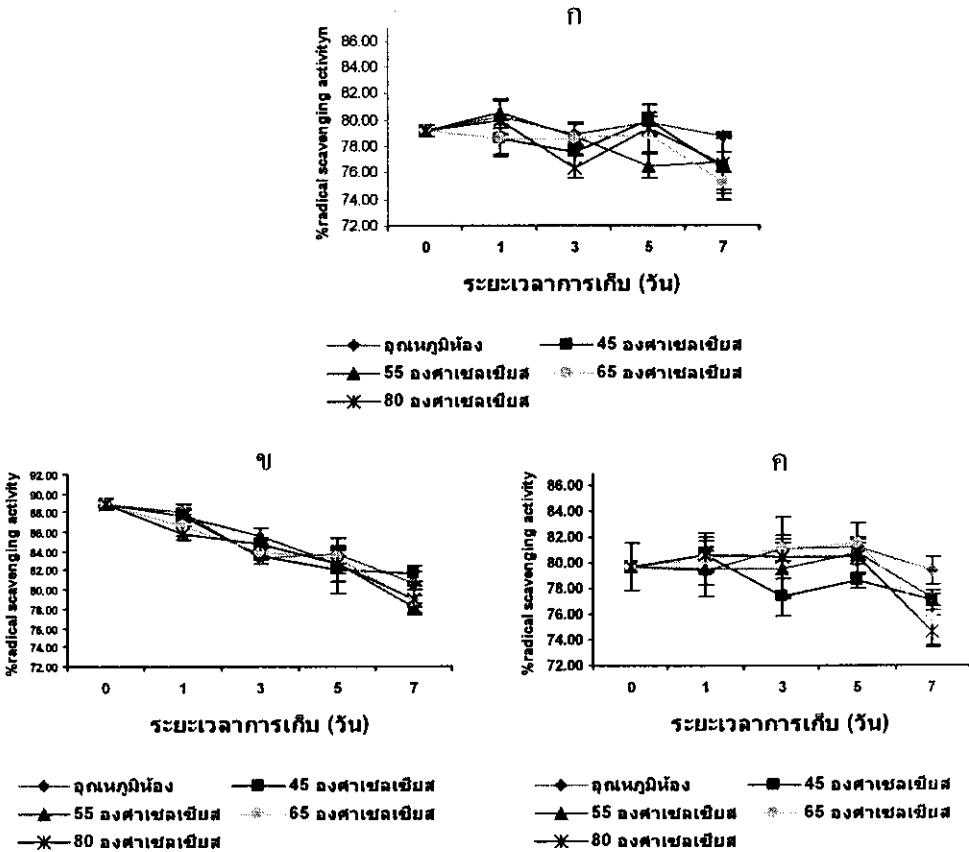 ก
%radical scavenging activityn
86.00
84.00
82.00
80.00
78.00
76.00
74.00
72.00
0 1 3 5 7
ระยะเวลาการเก็บ (วัน)
อุณหภูมิห้อง 45 องศาเซลเซียส
55 องศาเซลเซียส 65 องศาเซลเซียส
80 องศาเซลเซียส
ข
%radical scavenging activity
92.00
90.00
88.00
86.00
84.00
82.00
80.00
78.00
76.00
74.00
72.00
0 1 3 5 7
ระยะเวลาการเก็บ (วัน)
อุณหภูมิห้อง 45 องศาเซลเซียส
55 องศาเซลเซียส 65 องศาเซลเซียส
80 องศาเซลเซียส
ค
%radical scavenging activity
86.00
84.00
82.00
80.00
78.00
76.00
74.00
72.00
0 1 3 5 7
ระยะเวลาการเก็บ (วัน)
อุณหภูมิห้อง 45 องศาเซลเซียส
55 องศาเซลเซียส 65 องศาเซลเซียส
80 องศาเซลเซียส